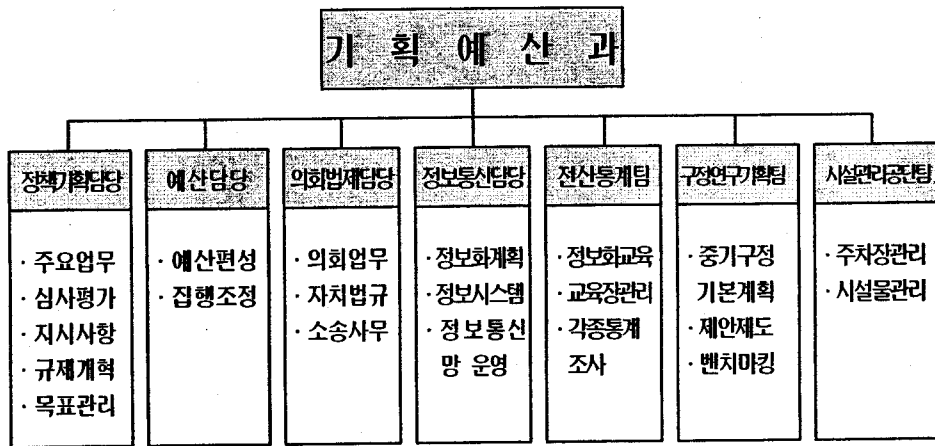 기 획 예 산 과
정책기획담당
· 주요업무
· 심사평가
· 지시사항
· 규제개혁
· 목표관리
예산담당
· 예산편성
· 집행조정
의회법제담당
· 의회업무
· 자치법규
· 소송사무
정보통신담당
· 정보화계획
· 정보시스템
· 정보통신
망 운영
전산통계팀
· 정보화교육
· 교육장관리
· 각종통계
조사
구정연구기획팀
· 중기구정
기본계획
· 제안제도
· 벤치마킹
시설관리공단팀
· 주차장관리
· 시설물관리